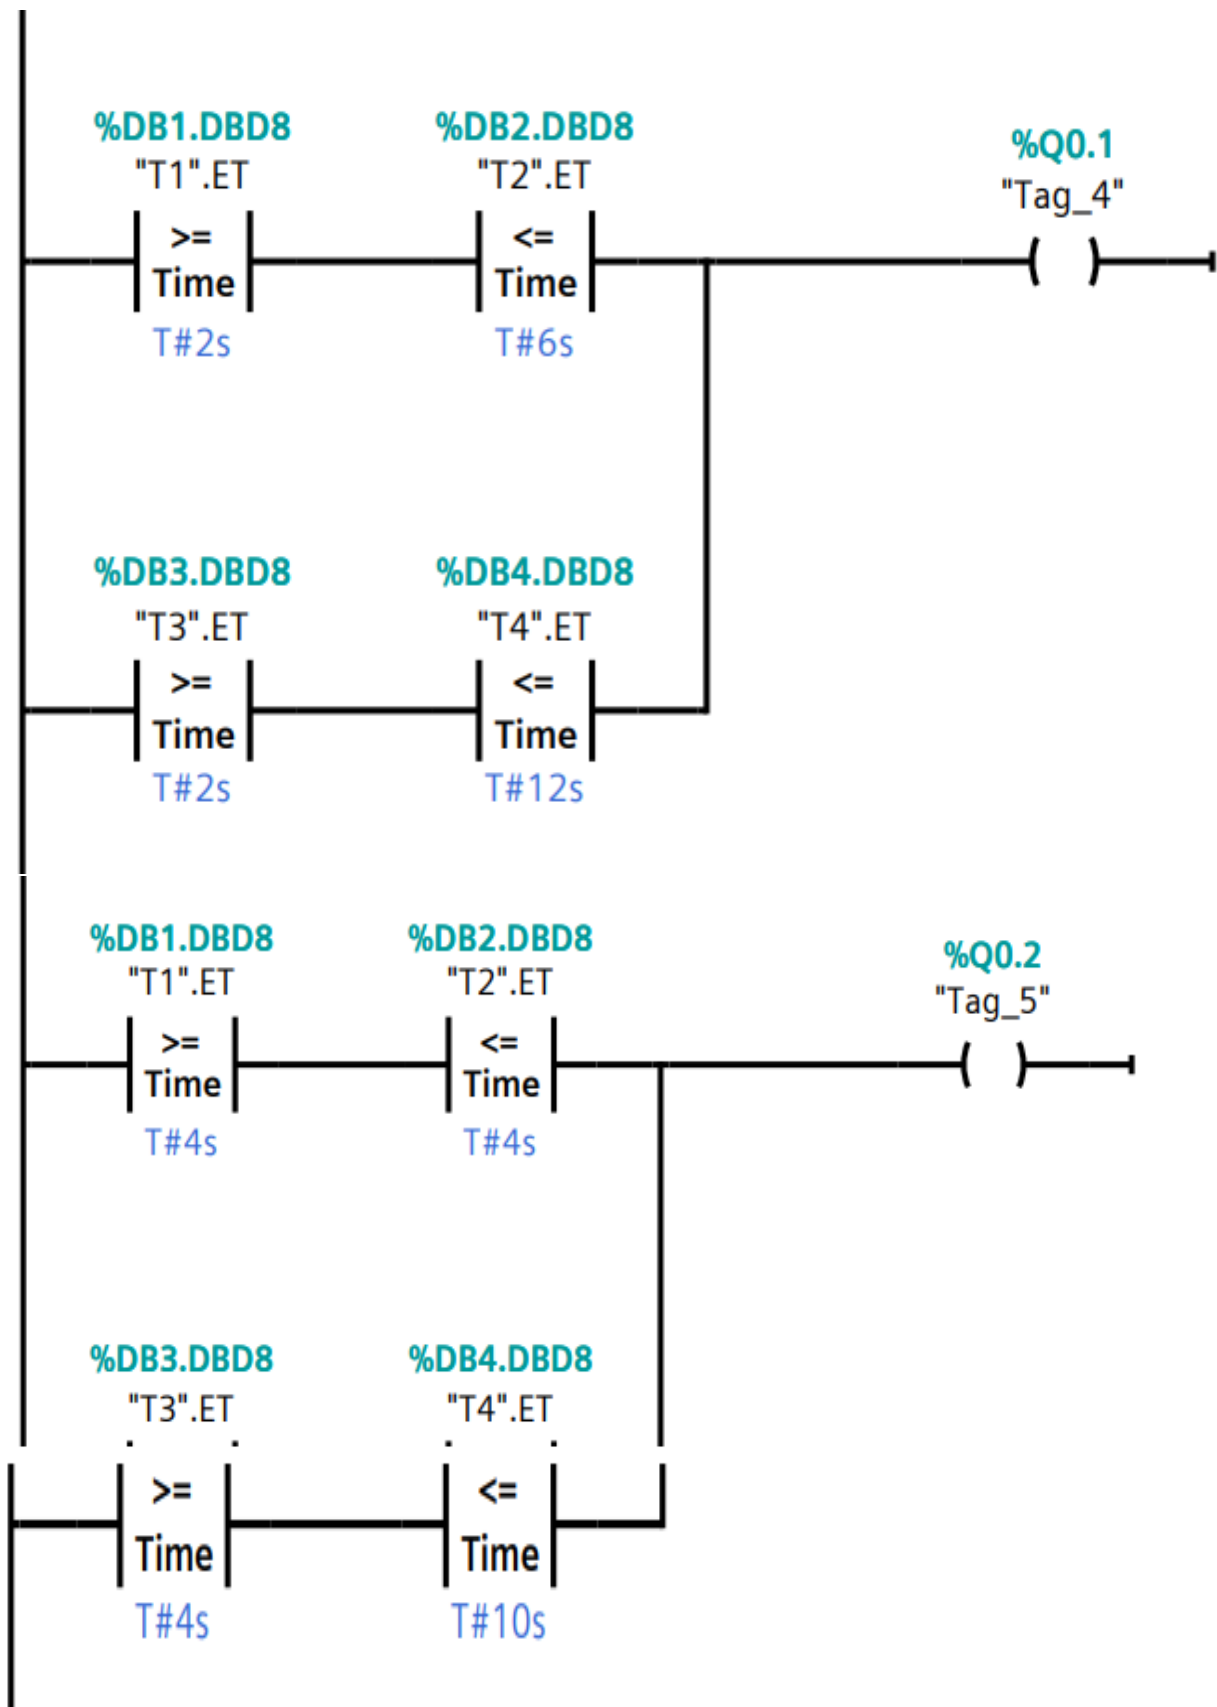 %DB1.DBD8 %DB2.DBD8 %Q0.1
"T1".ET "T2".ET "Tag_4"
>= <=
Time Time
T#2s T#6s
%DB3.DBD8 %DB4.DBD8
"T3".ET "T4".ET
>= <=
Time Time
T#2s T#12s
%DB1.DBD8 %DB2.DBD8 %Q0.2
"T1".ET "T2".ET "Tag_5"
>= <=
Time Time
T#4s T#4s
%DB3.DBD8 %DB4.DBD8
"T3".ET "T4".ET
>= <=
Time Time
T#4s T#10s